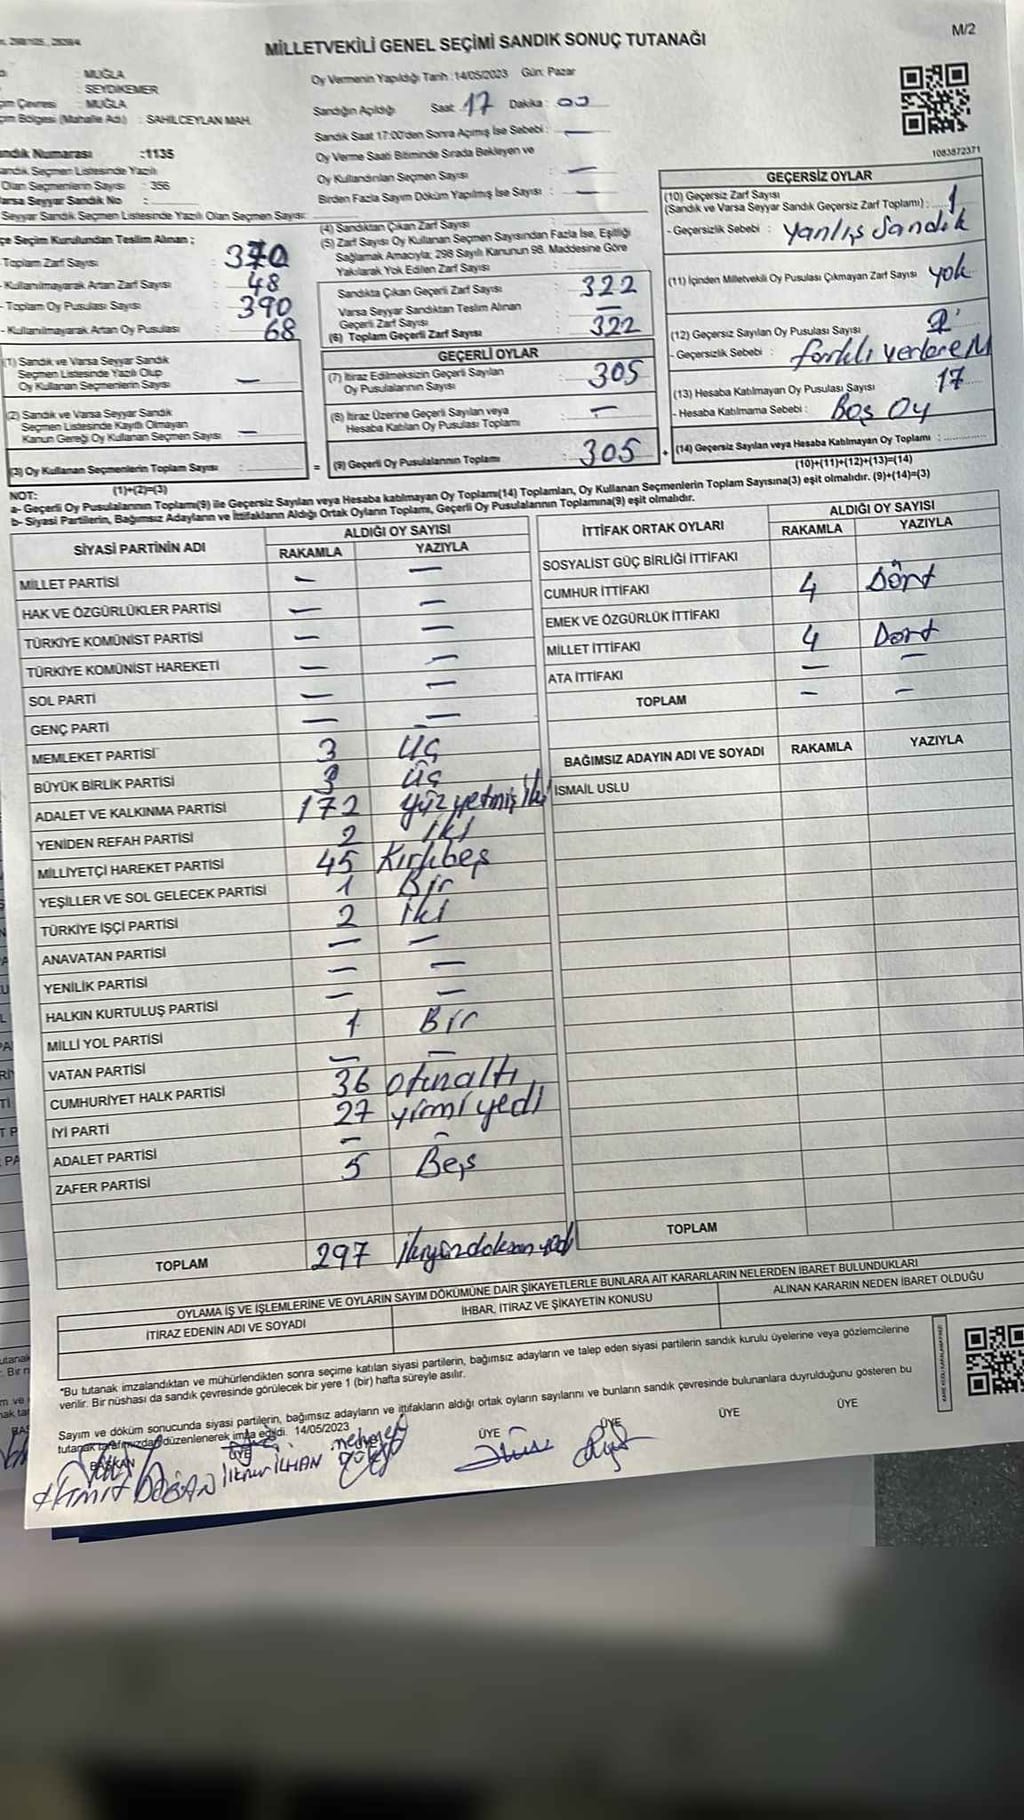 M/2
MİLLETVEKİLİ GENEL SEÇİMİ SANDIK SONUÇ TUTANAĞI
: MUĞLA
: SEYDİKEMER
: MUĞLA
Bölgesi (Mahalle Adı) : SAHİLCEYLAN MAH.
Oy Vermenin Yapıldığı Tarih :14/05/2023 Gün: Pazar
Sandığın Açıldığı Saat: 17 Dakika : 00
Sandık Saat 17:00'den Sonra Açılmış İse Sebebi : —
Oy Verme Saati Bitiminde Sırada Bekleyen ve
Oy Kullandırılan Seçmen Sayısı : —
Birden Fazla Sayım Döküm Yapılmış İse Sayısı : —
1083872371
Numarası :1135
Sandık Seçmen Listesinde Yazılı
Olan Seçmenlerin Sayısı : 356
Varsa Seyyar Sandık No :
Seyyar Sandık Seçmen Listesinde Yazılı Olan Seçmen Sayısı:
Seçim Kurulundan Teslim Alınan ;
-Toplam Zarf Sayısı : 370
- Kullanılmayarak Artan Zarf Sayısı : 48
- Toplam Oy Pusulası Sayısı : 390
- Kullanılmayarak Artan Oy Pusulası : 68
(1) Sandık ve Varsa Seyyar Sandık
Seçmen Listesinde Yazılı Olup
Oy Kullanan Seçmenlerin Sayısı : —
(2) Sandık ve Varsa Seyyar Sandık
Seçmen Listesinde Kayıtlı Olmayan
Kanun Gereği Oy Kullanan Seçmen Sayısı : —
(3) Oy Kullanan Seçmenlerin Toplam Sayısı :
(4) Sandıktan Çıkan Zarf Sayısı :
(5) Zarf Sayısı Oy Kullanan Seçmen Sayısından Fazla İse, Eşitliği
Sağlamak Amacıyla; 298 Sayılı Kanunun 98. Maddesine Göre
Yakılarak Yok Edilen Zarf Sayısı :
Sandıkta Çıkan Geçerli Zarf Sayısı : 322
Varsa Seyyar Sandıktan Teslim Alınan
Geçerli Zarf Sayısı : —
(6) Toplam Geçerli Zarf Sayısı : 322
GEÇERLİ OYLAR
(7) İtiraz Edilmeksizin Geçerli Sayılan
Oy Pusulalarının Sayısı : 305
(8) İtiraz Üzerine Geçerli Sayılan veya
Hesaba Katılan Oy Pusulası Toplamı : —
= (9) Geçerli Oy Pusulalarının Toplamı : 305
GEÇERSİZ OYLAR
(10) Geçersiz Zarf Sayısı
(Sandık ve Varsa Seyyar Sandık Geçersiz Zarf Toplamı) : 1
- Geçersizlik Sebebi : yanlış Sandık
(11) İçinden Milletvekili Oy Pusulası Çıkmayan Zarf Sayısı yok
(12) Geçersiz Sayılan Oy Pusulası Sayısı
- Geçersizlik Sebebi : farklı yerlere M
(13) Hesaba Katılmayan Oy Pusulası Sayısı 17
- Hesaba Katılmama Sebebi : Boş Oy
+ (14) Geçersiz Sayılan veya Hesaba Katılmayan Oy Toplamı :
NOT: (1)+(2)=(3)
(10)+(11)+(12)+(13)=(14)
a- Geçerli Oy Pusulalarının Toplamı(9) ile Geçersiz Sayılan veya Hesaba katılmayan Oy Toplamı(14) Toplamları, Oy Kullanan Seçmenlerin Toplam Sayısına(3) eşit olmalıdır. (9)+(14)=(3)
b- Siyasi Partilerin, Bağımsız Adayların ve İttifakların Aldığı Ortak Oyların Toplamı, Geçerli Oy Pusulalarının Toplamına(9) eşit olmalıdır.
SİYASİ PARTİNİN ADI ALDIĞI OY SAYISI
RAKAMLA YAZIYLA
MİLLET PARTİSİ — —
HAK VE ÖZGÜRLÜKLER PARTİSİ — —
TÜRKİYE KOMÜNİST PARTİSİ — —
TÜRKİYE KOMÜNİST HAREKETİ — —
SOL PARTİ — —
GENÇ PARTİ — —
MEMLEKET PARTİSİ 3 Üç
BÜYÜK BİRLİK PARTİSİ 3 üç
ADALET VE KALKINMA PARTİSİ 172 yüz yetmiş iki
YENİDEN REFAH PARTİSİ 2 iki
MİLLİYETÇİ HAREKET PARTİSİ 45 Kırkbeş
YEŞİLLER VE SOL GELECEK PARTİSİ 1 Bir
TÜRKİYE İŞÇİ PARTİSİ 2 iki
ANAVATAN PARTİSİ — —
YENİLİK PARTİSİ — —
HALKIN KURTULUŞ PARTİSİ — —
MİLLİ YOL PARTİSİ 1 Bir
VATAN PARTİSİ — —
CUMHURİYET HALK PARTİSİ 36 otuzaltı
İYİ PARTİ 27 yirmi yedi
ADALET PARTİSİ — —
ZAFER PARTİSİ 5 Beş
TOPLAM 297 ikiyüzdoksan yedi
İTTİFAK ORTAK OYLARI ALDIĞI OY SAYISI
RAKAMLA YAZIYLA
SOSYALİST GÜÇ BİRLİĞİ İTTİFAKI
CUMHUR İTTİFAKI 4 Dört
EMEK VE ÖZGÜRLÜK İTTİFAKI
MİLLET İTTİFAKI 4 Dört
ATA İTTİFAKI — —
TOPLAM — —
BAĞIMSIZ ADAYIN ADI VE SOYADI RAKAMLA YAZIYLA
İSMAİL USLU
TOPLAM
OYLAMA İŞ VE İŞLEMLERİNE VE OYLARIN SAYIM DÖKÜMÜNE DAİR ŞİKAYETLERLE BUNLARA AİT KARARLARIN NELERDEN İBARET BULUNDUKLARI
İTİRAZ EDENİN ADI VE SOYADI İHBAR, İTİRAZ VE ŞİKAYETİN KONUSU ALINAN KARARIN NEDEN İBARET OLDUĞU
*Bu tutanak imzalandıktan ve mühürlendikten sonra seçime katılan siyasi partilerin, bağımsız adayların ve talep eden siyasi partilerin sandık kurulu üyelerine veya gözlemcilerine
verilir. Bir nüshası da sandık çevresinde görülecek bir yere 1 (bir) hafta süreyle asılır.
Sayım ve döküm sonucunda siyasi partilerin, bağımsız adayların ve ittifakların aldığı ortak oyların sayılarını ve bunların sandık çevresinde bulunanlara duyrulduğunu gösteren bu
tutanak tarafımızdan düzenlenerek imza edildi. 14/05/2023
BAŞKAN ÜYE ÜYE ÜYE ÜYE ÜYE
DOĞAN İlknur İLHAN